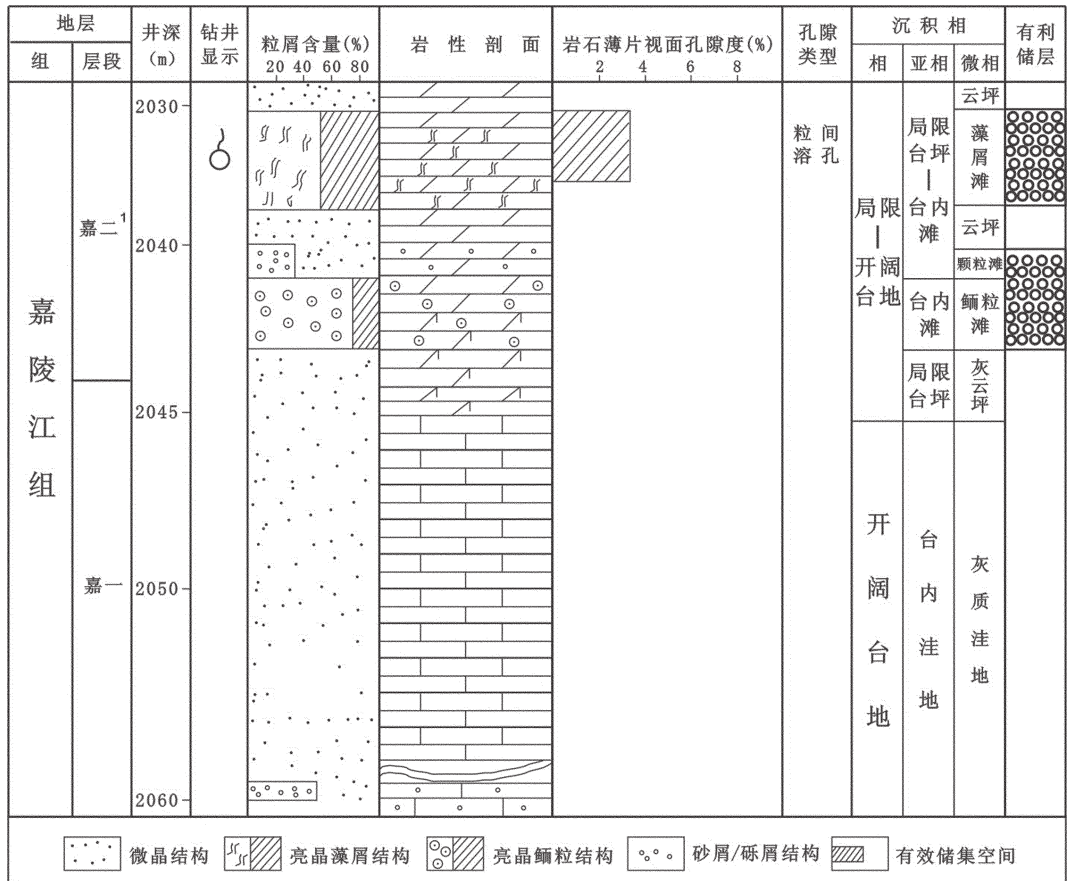 地层
组
层段
井深
(m)
钻井
显示
粒屑含量(%)
20 40 60 80
岩性剖面
岩石薄片视面孔隙度(%)
2 4 6 8
孔隙
类型
沉积相
相
亚相
微相
有利
储层
嘉陵江组
嘉二1
嘉一
2030
2040
2045
2050
2060
粒间
溶孔
局限
|
开阔
台地
开阔台地
局限
台坪
|
台内
滩
台内
滩
局限
台坪
台内洼地
云坪
藻屑滩
云坪
颗粒滩
鲕粒
滩
灰云坪
灰质洼地
微晶结构
亮晶藻屑结构
亮晶鲕粒结构
砂屑/砾屑结构
有效储集空间